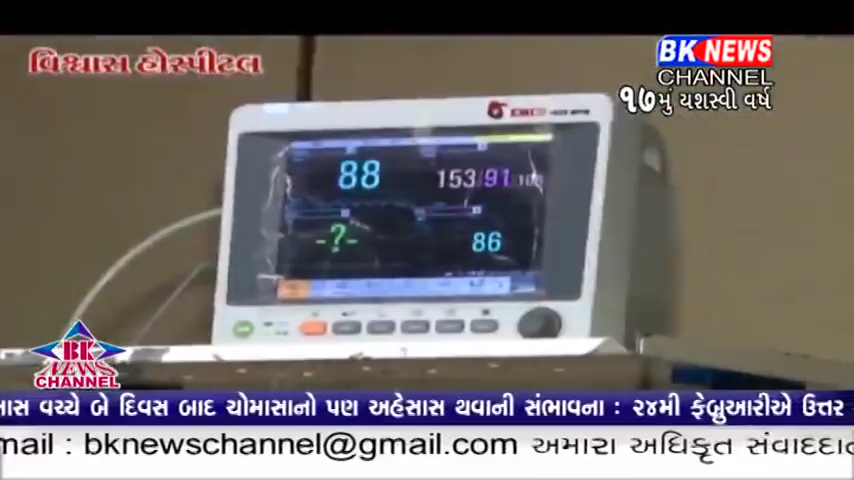 વિશ્વાસ હોસ્પીટલ
BK NEWS
CHANNEL
૧૭મું યશસ્વી વર્ષ
88
153/91
-?-
86
BK
NEWS
CHANNEL
વચ્ચે બે દિવસ બાદ ચોમાસાનો પણ અહેસાસ થવાની સંભાવના : ૨૪મી ફેબ્રુઆરીએ ઉત્તર
mail : bknewschannel@gmail.com અમારા અધિકૃત સંવાદદા